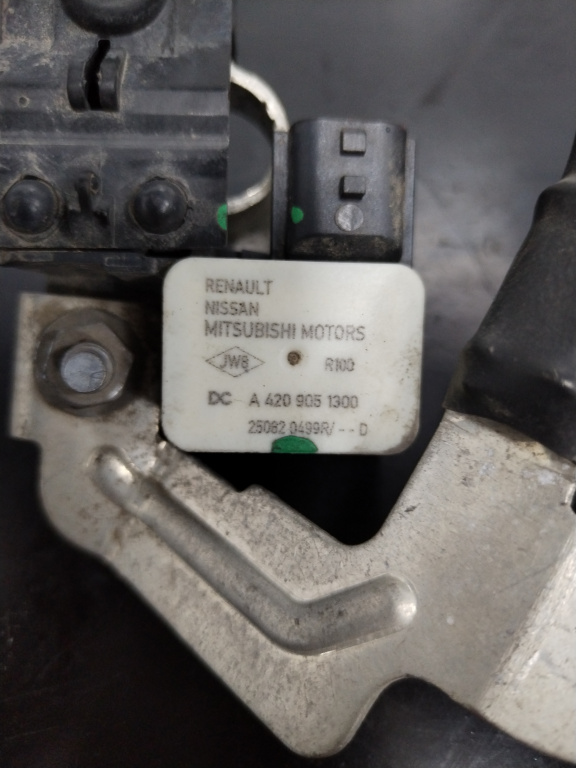 RENAULT
NISSAN
MITSUBISHI MOTORS
JWB R100
DC A 420 905 1300
25082 0499R/-- D